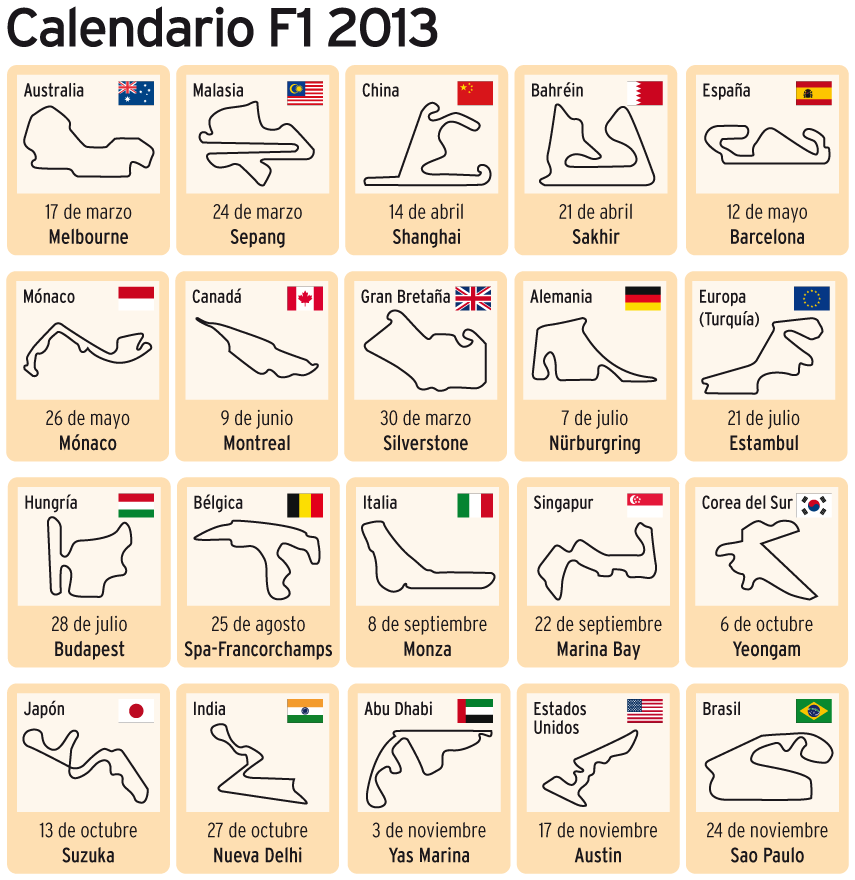 Calendario F1 2013
Australia
17 de marzo
Melbourne
Malasia
24 de marzo
Sepang
China
14 de abril
Shanghai
Bahréin
21 de abril
Sakhir
España
12 de mayo
Barcelona
Mónaco
26 de mayo
Mónaco
Canadá
9 de junio
Montreal
Gran Bretaña
30 de marzo
Silverstone
Alemania
7 de julio
Nürburgring
Europa
(Turquía)
21 de julio
Estambul
Hungría
28 de julio
Budapest
Bélgica
25 de agosto
Spa-Francorchamps
Italia
8 de septiembre
Monza
Singapur
22 de septiembre
Marina Bay
Corea del Sur
6 de octubre
Yeongam
Japón
13 de octubre
Suzuka
India
27 de octubre
Nueva Delhi
Abu Dhabi
3 de noviembre
Yas Marina
Estados
Unidos
17 de noviembre
Austin
Brasil
24 de noviembre
Sao Paulo